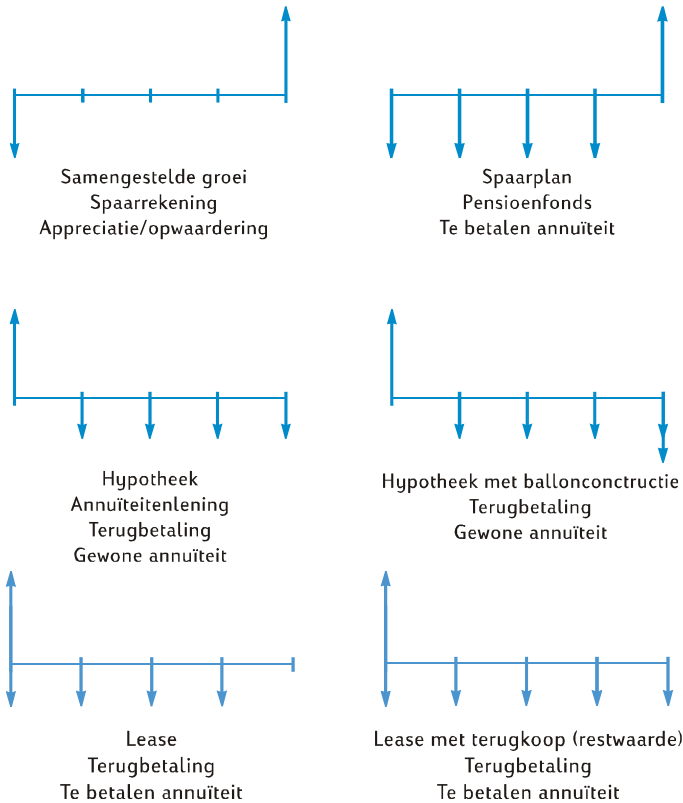 Samengestelde groei
Spaarrekening
Appreciatie/opwaardering
Spaarplan
Pensioenfonds
Te betalen annuïteit
Hypotheek
Annuïteitenlening
Terugbetaling
Gewone annuïteit
Hypotheek met ballonconctructie
Terugbetaling
Gewone annuïteit
Lease
Terugbetaling
Te betalen annuïteit
Lease met terugkoop (restwaarde)
Terugbetaling
Te betalen annuïteit